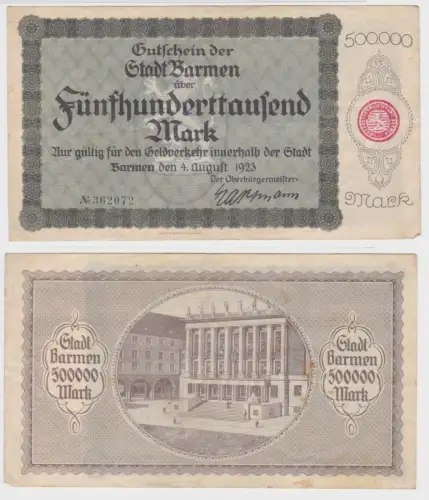 Gutschein der
Stadt Barmen
über
Fünfhunderttausend
Mark
Nur gültig für den Geldverkehr innerhalb der Stadt
Barmen den 4. August 1923
Der Oberbürgermeister
№ 362072
500000
Mark
Stadt
Barmen
500000
Mark
Stadt
Barmen
500000
Mark